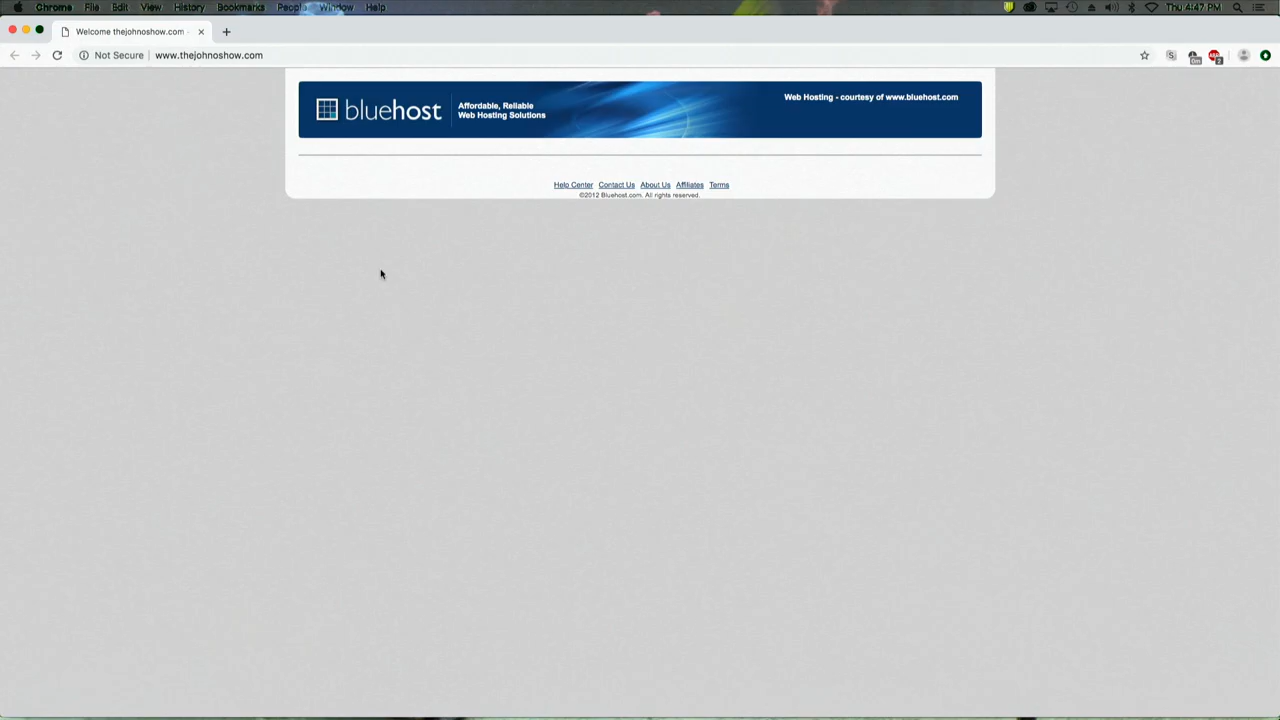 Chrome File Edit View History Bookmarks People Window Help Thu 4:47 PM
Welcome thejohnoshow.com -
Not Secure www.thejohnoshow.com
S 0m 2
bluehost
Affordable, Reliable
Web Hosting Solutions
Web Hosting - courtesy of www.bluehost.com
Help Center Contact Us About Us Affiliates Terms
©2012 Bluehost.com. All rights reserved.